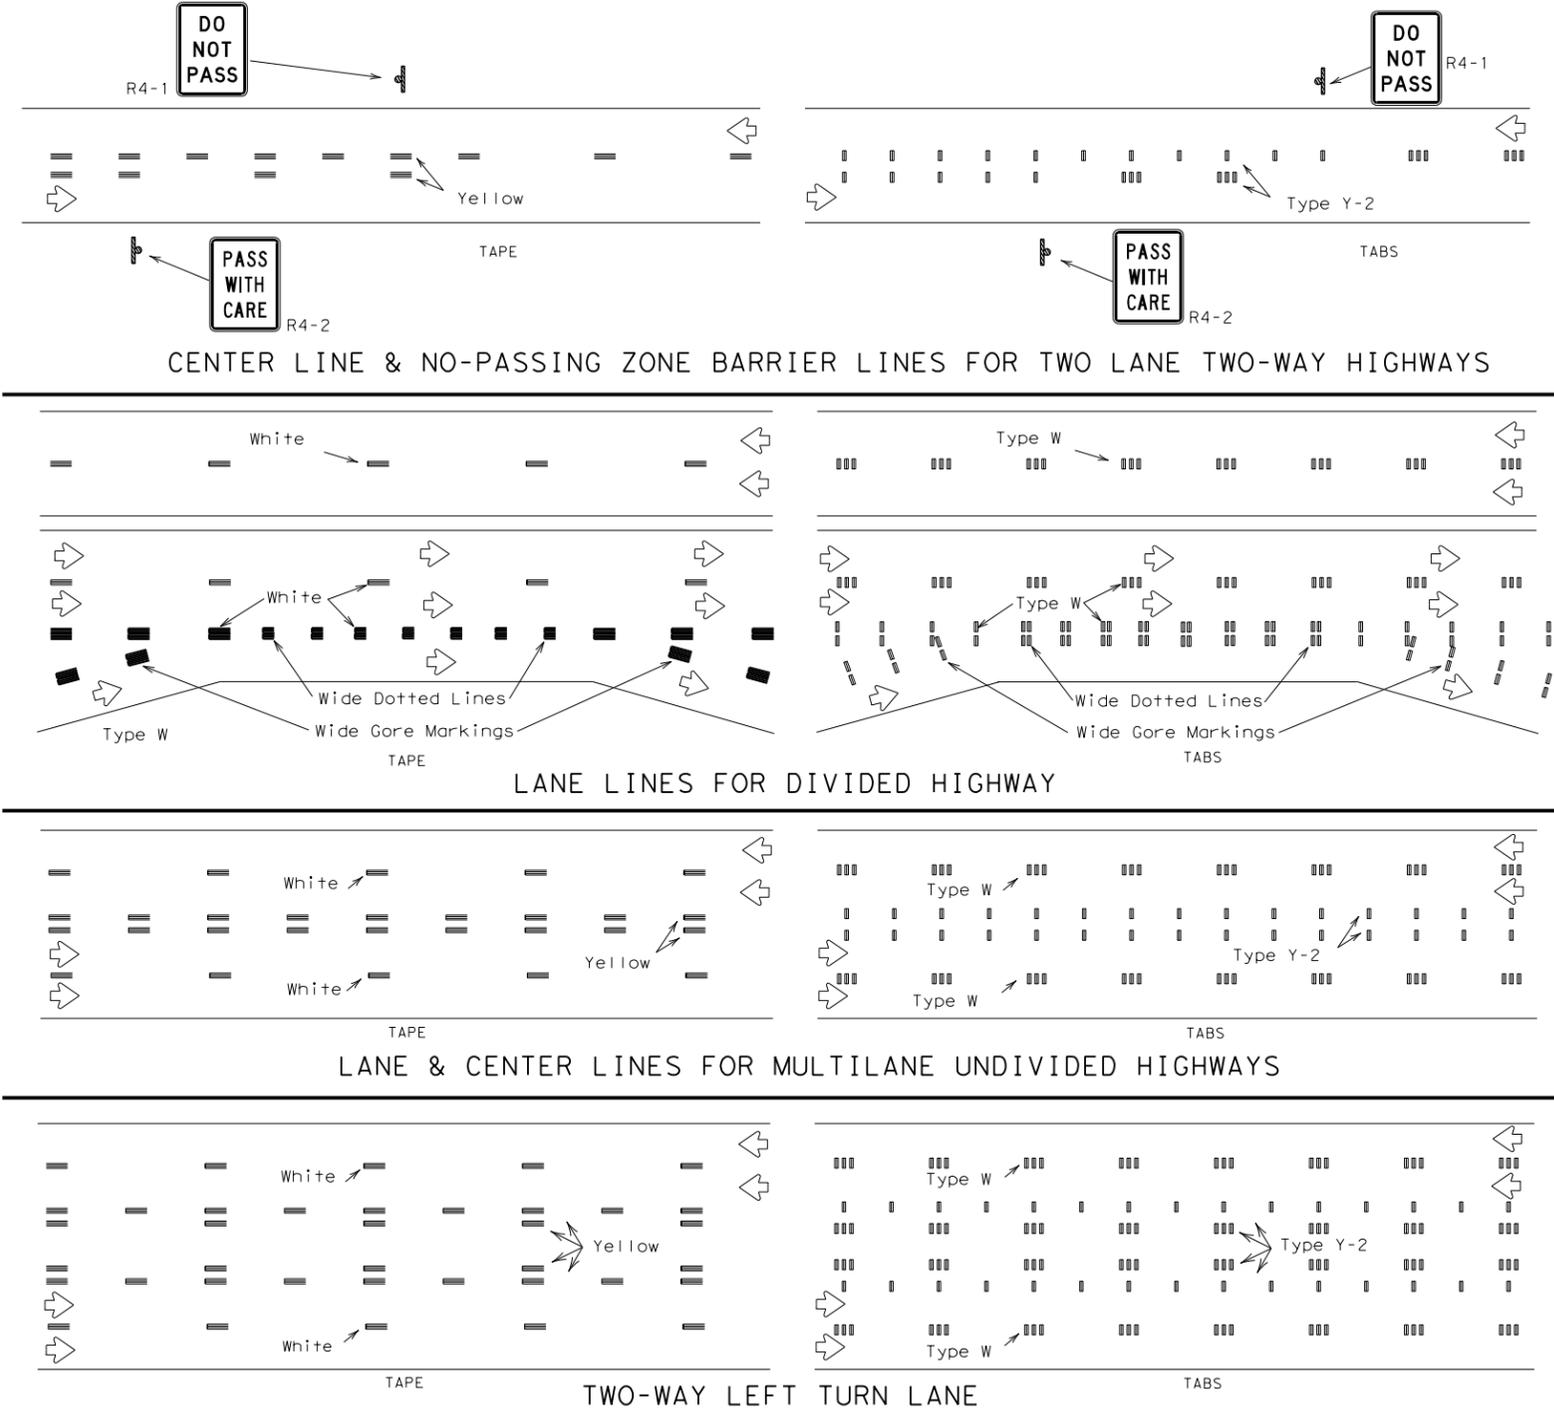 DO
NOT
PASS
R4-1
Yellow
TAPE
PASS
WITH
CARE
R4-2
DO
NOT
PASS
R4-1
Type Y-2
TABS
PASS
WITH
CARE
R4-2
CENTER LINE & NO-PASSING ZONE BARRIER LINES FOR TWO LANE TWO-WAY HIGHWAYS
White
White
Wide Dotted Lines
Wide Gore Markings
Type W
TAPE
Type W
Type W
Wide Dotted Lines
Wide Gore Markings
TABS
LANE LINES FOR DIVIDED HIGHWAY
White
Yellow
White
TAPE
Type W
Type Y-2
Type W
TABS
LANE & CENTER LINES FOR MULTILANE UNDIVIDED HIGHWAYS
White
Yellow
White
TAPE
Type W
Type Y-2
Type W
TABS
TWO-WAY LEFT TURN LANE